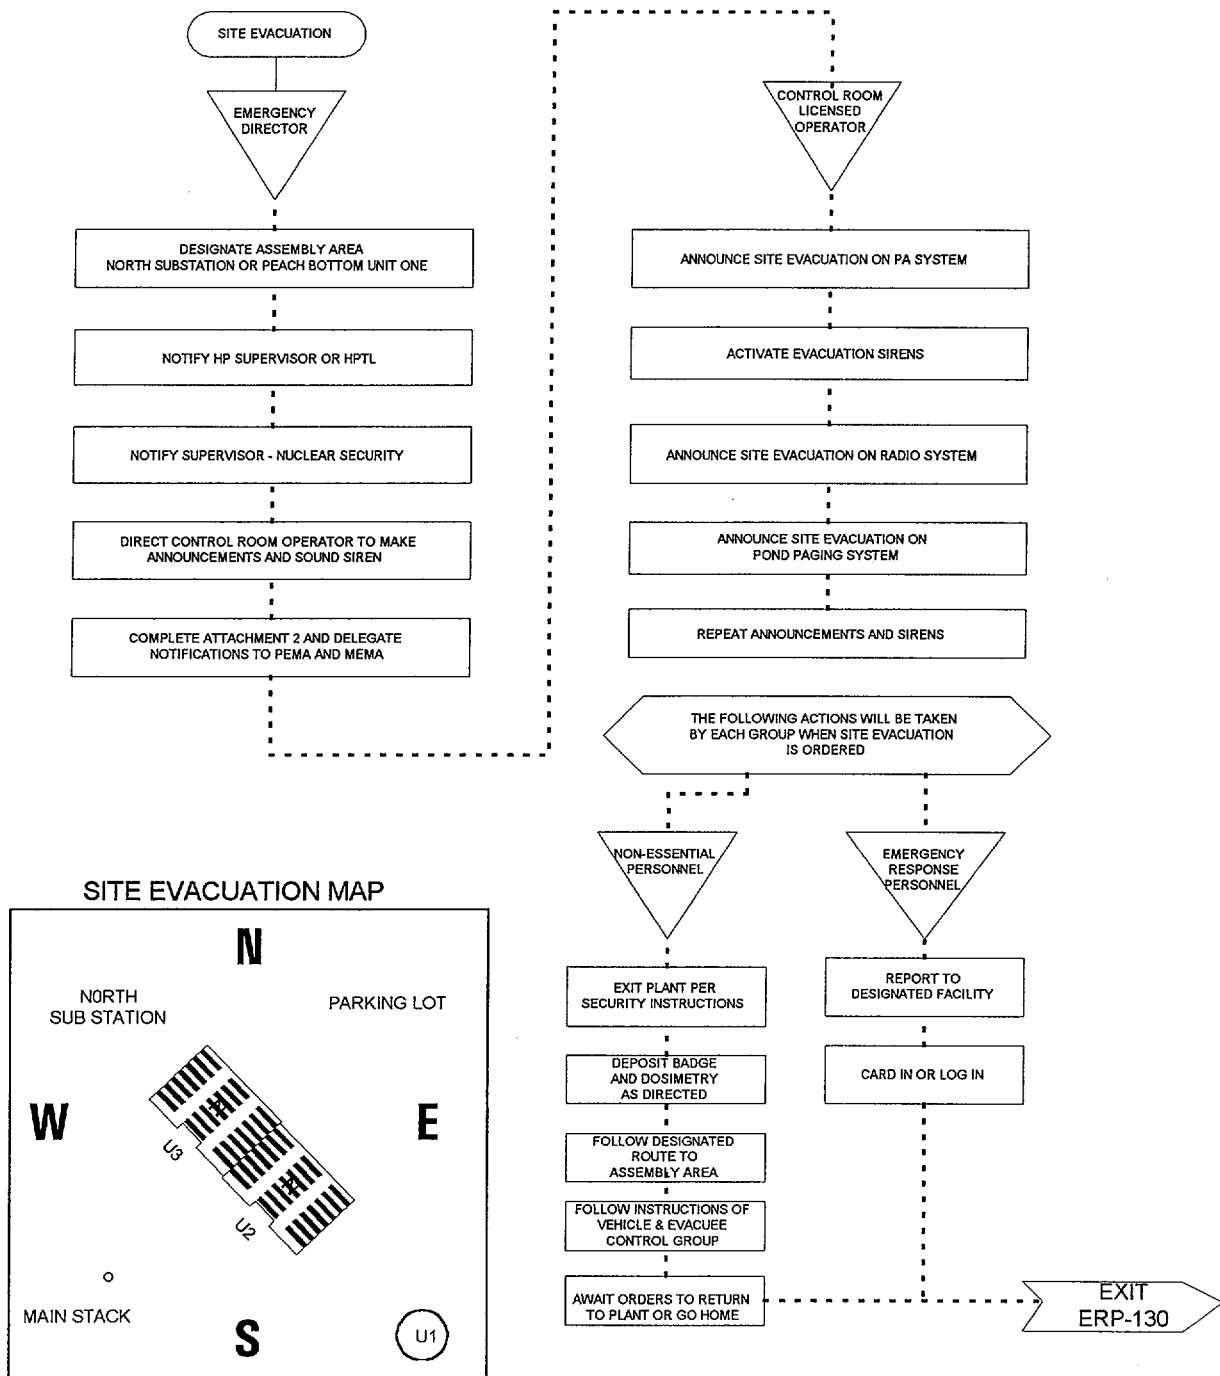 SITE EVACUATION
EMERGENCY
DIRECTOR
DESIGNATE ASSEMBLY AREA
NORTH SUBSTATION OR PEACH BOTTOM UNIT ONE
NOTIFY HP SUPERVISOR OR HPTL
NOTIFY SUPERVISOR - NUCLEAR SECURITY
DIRECT CONTROL ROOM OPERATOR TO MAKE
ANNOUNCEMENTS AND SOUND SIREN
COMPLETE ATTACHMENT 2 AND DELEGATE
NOTIFICATIONS TO PEMA AND MEMA
CONTROL ROOM
LICENSED
OPERATOR
ANNOUNCE SITE EVACUATION ON PA SYSTEM
ACTIVATE EVACUATION SIRENS
ANNOUNCE SITE EVACUATION ON RADIO SYSTEM
ANNOUNCE SITE EVACUATION ON
POND PAGING SYSTEM
REPEAT ANNOUNCEMENTS AND SIRENS
THE FOLLOWING ACTIONS WILL BE TAKEN
BY EACH GROUP WHEN SITE EVACUATION
IS ORDERED
NON-ESSENTIAL
PERSONNEL
EXIT PLANT PER
SECURITY INSTRUCTIONS
DEPOSIT BADGE
AND DOSIMETRY
AS DIRECTED
FOLLOW DESIGNATED
ROUTE TO
ASSEMBLY AREA
FOLLOW INSTRUCTIONS OF
VEHICLE & EVACUEE
CONTROL GROUP
AWAIT ORDERS TO RETURN
TO PLANT OR GO HOME
EMERGENCY
RESPONSE
PERSONNEL
REPORT TO
DESIGNATED FACILITY
CARD IN OR LOG IN
EXIT
ERP-130
SITE EVACUATION MAP
N
NORTH
SUB STATION
PARKING LOT
W
E
U3
U2
MAIN STACK
S
U1